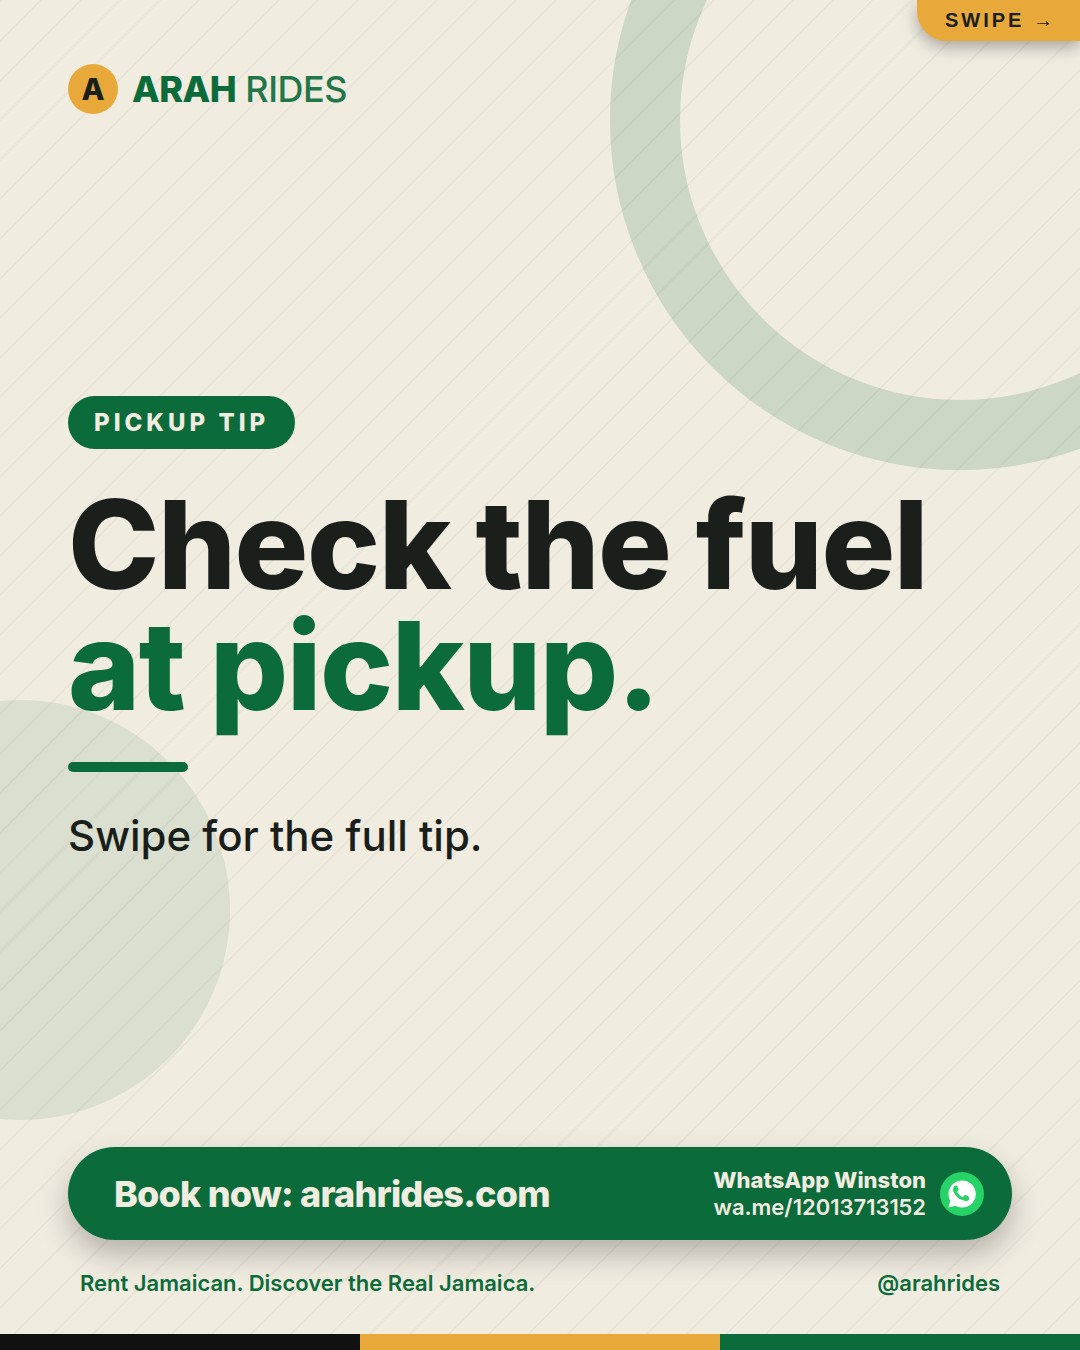 SWIPE →
A ARAH RIDES
PICKUP TIP
Check the fuel
at pickup.
Swipe for the full tip.
Book now: arahrides.com
WhatsApp Winston
wa.me/12013713152
Rent Jamaican. Discover the Real Jamaica.
@arahrides